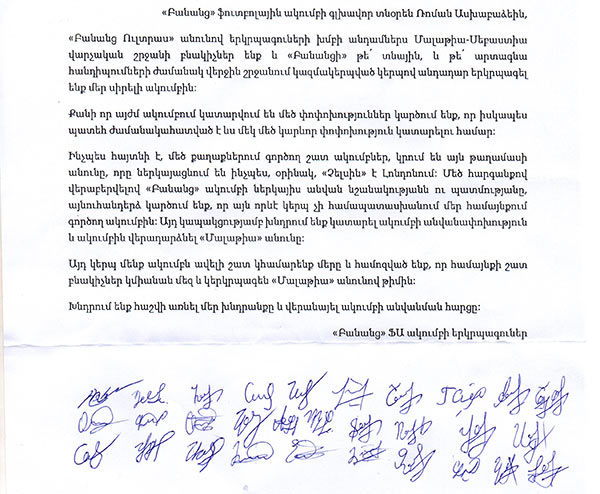 «Բանանց» ֆուտբոլային ակումբի գլխավոր տնօրեն Ռոման Ասխաբաձեին,
«Բանանց Ուլտրաս» անունով երկրպագուների խմբի անդամներս Մալաթիա-Սեբաստիա
վարչական շրջանի բնակիչներ ենք և «Բանանցի» թե՛ տնային, և թե՛ արտագնա
հանդիպումների ժամանակ վերջին շրջանում կազմակերպված կերպով անդադար երկրպագել
ենք մեր սիրելի ակումբին:
Քանի որ այժմ ակումբում կատարվում են մեծ փոփոխություններ կարծում ենք, որ իսկապես
պատեհ ժամանակահատված է ևս մեկ մեծ կարևոր փոփոխություն կատարելու համար:
Ինչպես հայտնի է, մեծ քաղաքներում գործող շատ ակումբներ, կրում են այն թաղամասի
անունը, որը ներկայացնում են ինչպես, օրինակ, «Չելսին» է Լոնդոնում: Մեծ հարգանքով
վերաբերվելով «Բանանց» ակումբի ներկայիս անվան նշանակությանն ու պատմությանը,
այնուհանդերձ կարծում ենք, որ այն որևէ կերպ չի համապատասխանում մեր համայնքում
գործող ակումբին: Այդ կապակցությամբ խնդրում ենք կատարել ակումբի անվանափոխություն
և ակումբին վերադարձնել «Մալաթիա» անունը:
Այդ կերպ մենք ակումբն ավելի շատ կհամարենք մերը և համոզված ենք, որ համայնքի շատ
բնակիչներ կմիանան մեզ և կերկրպագեն «Մալաթիա» անունով թիմին:
Խնդրում ենք հաշվի առնել մեր խնդրանքը և վերանայել ակումբի անվանման հարցը:
«Բանանց» ՖԱ ակումբի երկրպագուներ